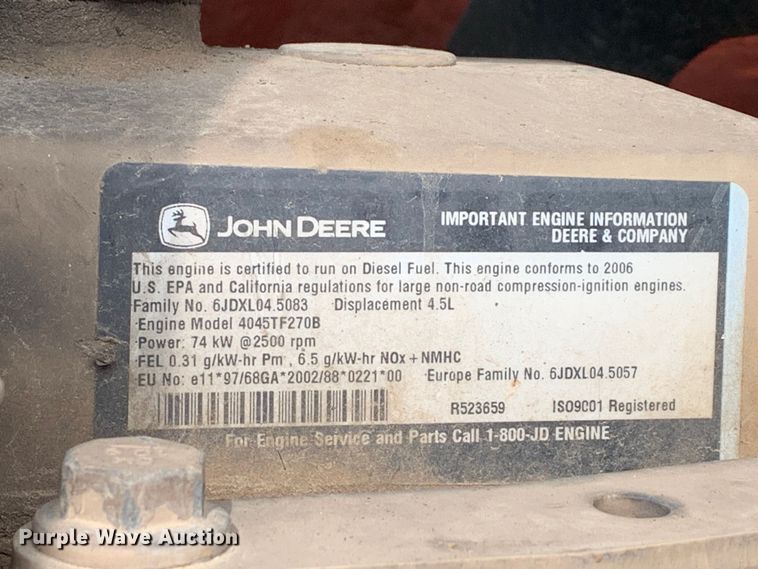 JOHN DEERE
IMPORTANT ENGINE INFORMATION
DEERE & COMPANY
This engine is certified to run on Diesel Fuel. This engine conforms to 2006
U.S. EPA and California regulations for large non-road compression-ignition engines.
Family No. 6JDXL04.5083 Displacement 4.5L
Engine Model 4045TF270B
Power: 74 kW @2500 rpm
FEL 0.31 g/kW-hr Pm , 6.5 g/kW-hr NOx + NMHC
EU No: e11*97/68GA*2002/88*0221*00 Europe Family No. 6JDXL04.5057
R523659 ISO9001 Registered
For Engine Service and Parts Call 1-800-JD ENGINE
Purple Wave Auction